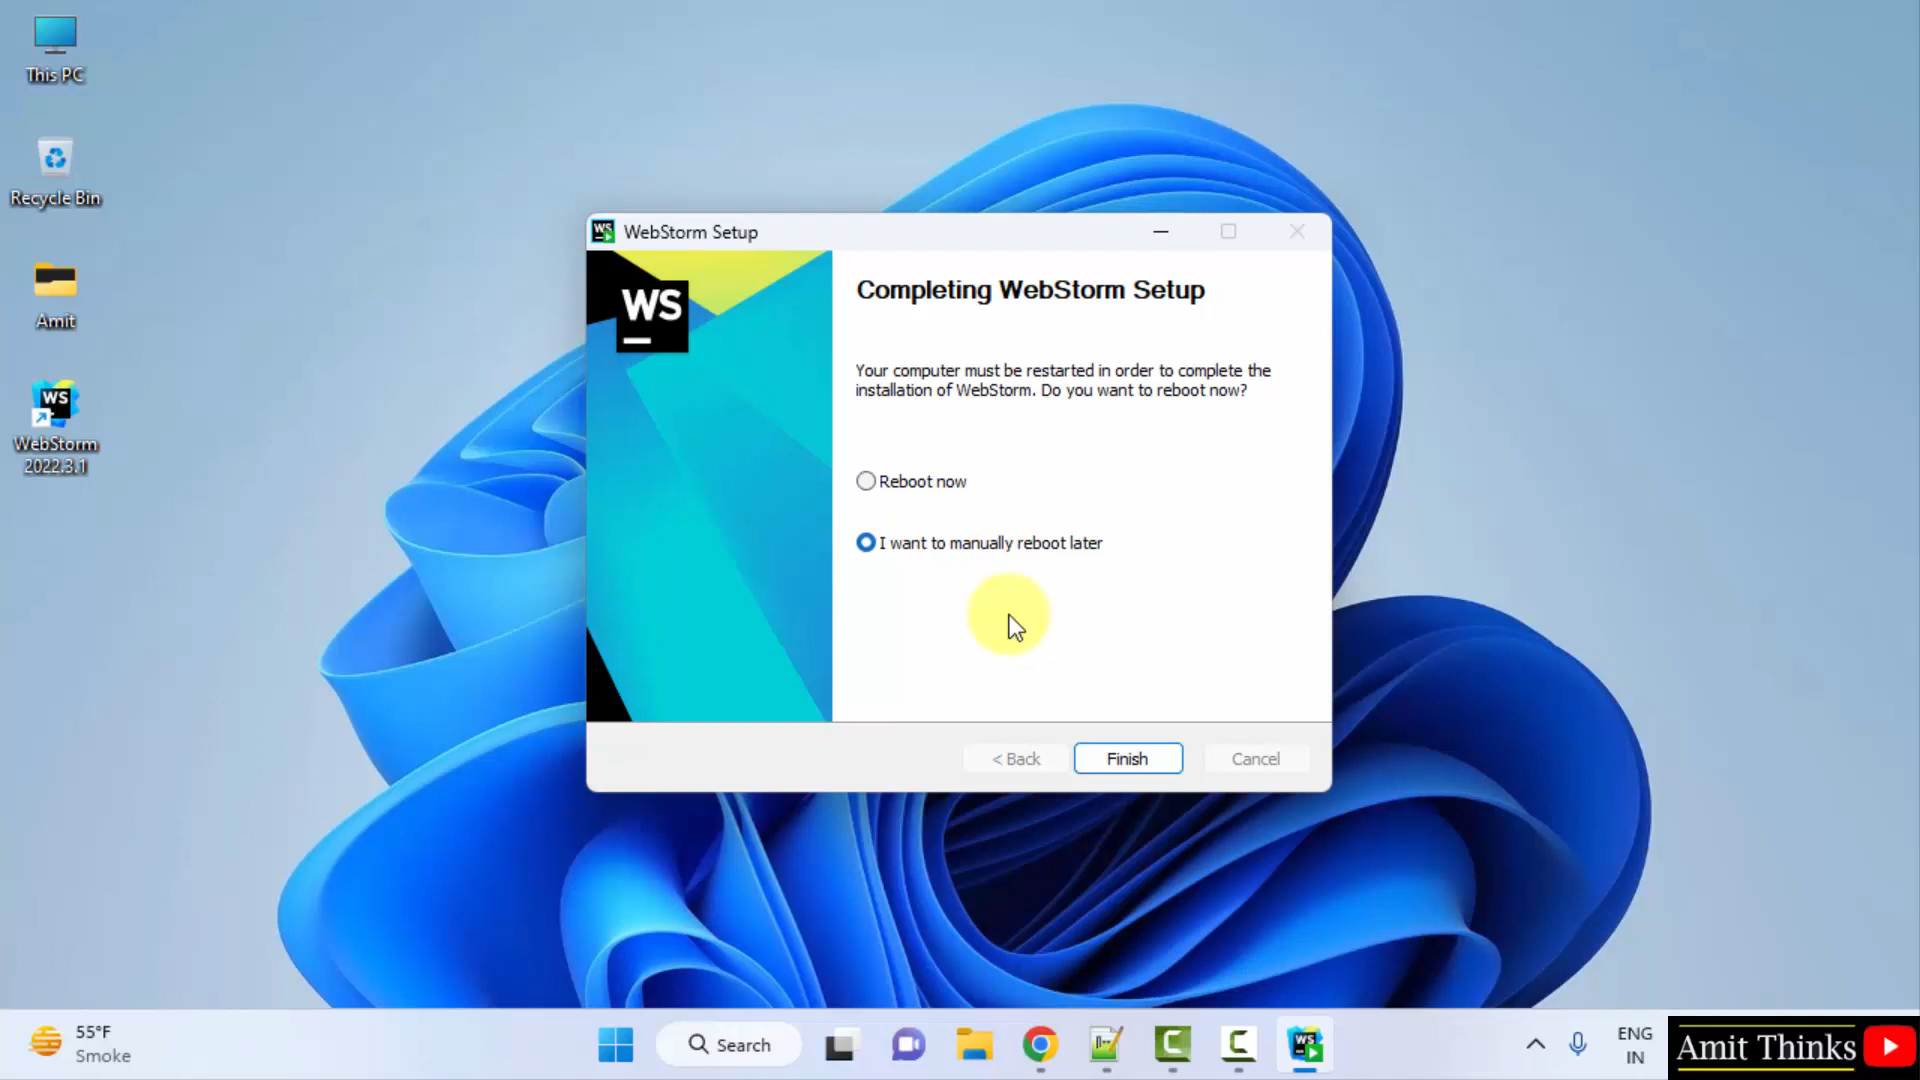 This PC
Recycle Bin
Amit
WS
WebStorm
2022.3.1
WS WebStorm Setup
WS
Completing WebStorm Setup
Your computer must be restarted in order to complete the
installation of WebStorm. Do you want to reboot now?
Reboot now
I want to manually reboot later
< Back
Finish
Cancel
55°F
Smoke
Search
WS
ENG
IN
Amit Thinks